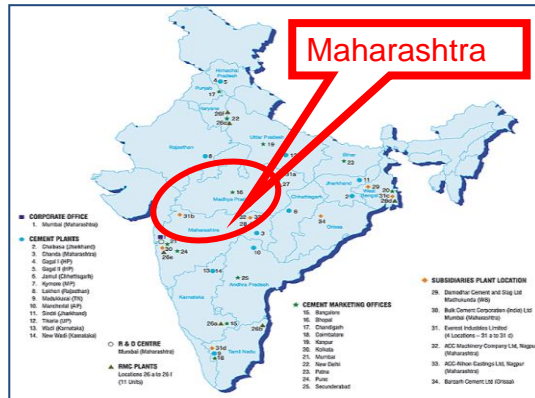 Maharashtra
Himachal
Pradesh
Punjab
Haryana
Rajasthan
Uttar Pradesh
Bihar
Jharkhand
West
Bengal
Madhya Prad
Chhattisgarh
Orissa
Maharashtra
Andhra Pradesh
Karnataka
Tamil Nadu
CORPORATE OFFICE
1. Mumbai (Maharashtra)
CEMENT PLANTS
2. Chaibasa (Jharkhand)
3. Chanda (Maharashtra)
4. Gagal I (HP)
5. Gagal II (HP)
6. Jamul (Chhattisgarh)
7. Kymore (MP)
8. Lakheri (Rajasthan)
9. Madukkarai (TN)
10. Mancherial (AP)
11. Sindri (Jharkhand)
12. Tikaria (UP)
13. Wadi (Karnataka)
14. New Wadi (Karnataka)
R & D CENTRE
Mumbai (Maharashtra)
RMC PLANTS
Locations 26 a to 26 l
(11 Units)
CEMENT MARKETING OFFICES
15. Bangalore
16. Bhopal
17. Chandigarh
18. Coimbatore
19. Kanpur
20. Kolkata
21. Mumbai
22. New Delhi
23. Patna
24. Pune
25. Secunderabad
SUBSIDIARIES PLANT LOCATION
29. Damodhar Cement and Slag Ltd
Madhukunda (WB)
30. Bulk Cement Corporation (India) Ltd
Mumbai (Maharashtra)
31. Everest Industries Limited
(4 Locations – 31 a to 31 d)
32. ACC Machinery Company Ltd, Nagpur
(Maharashtra)
33. ACC-Nihon Castings Ltd, Nagpur
(Maharashtra)
34. Bargarh Cement Ltd (Orissa)